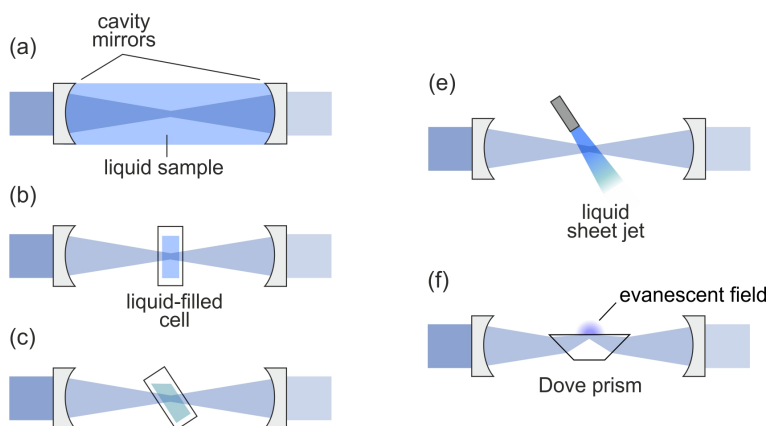 (a)
cavity
mirrors
liquid sample
(b)
liquid-filled
cell
(c)
(e)
liquid
sheet jet
(f)
evanescent field
Dove prism